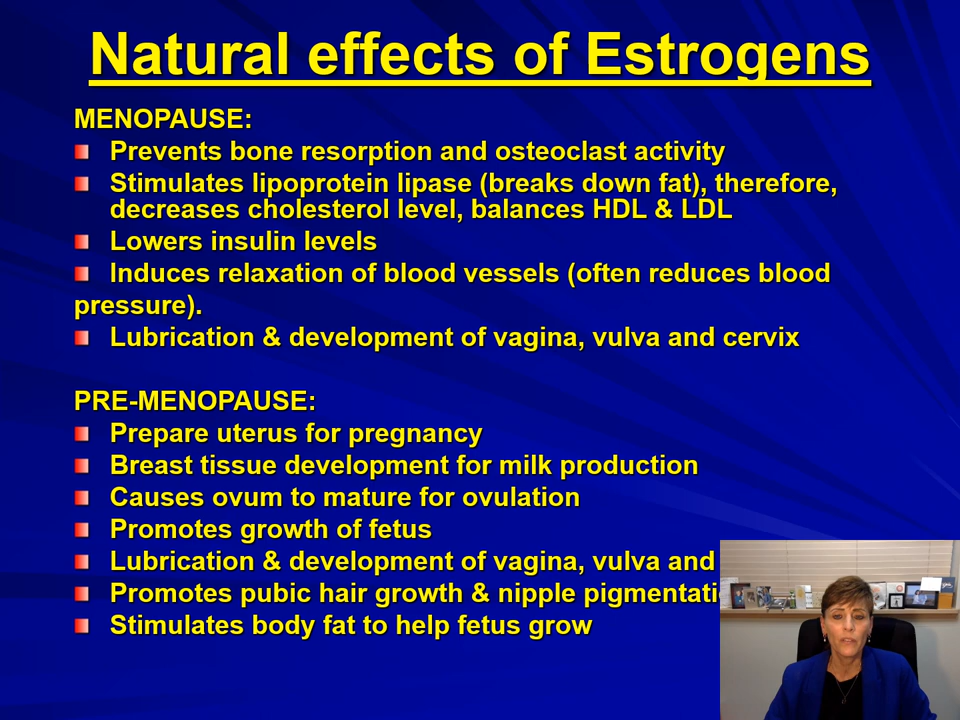 Natural effects of Estrogens
MENOPAUSE:
Prevents bone resorption and osteoclast activity
Stimulates lipoprotein lipase (breaks down fat), therefore,
decreases cholesterol level, balances HDL & LDL
Lowers insulin levels
Induces relaxation of blood vessels (often reduces blood
pressure).
Lubrication & development of vagina, vulva and cervix
PRE-MENOPAUSE:
Prepare uterus for pregnancy
Breast tissue development for milk production
Causes ovum to mature for ovulation
Promotes growth of fetus
Lubrication & development of vagina, vulva and
Promotes pubic hair growth & nipple
Stimulates body fat to help fetus grow